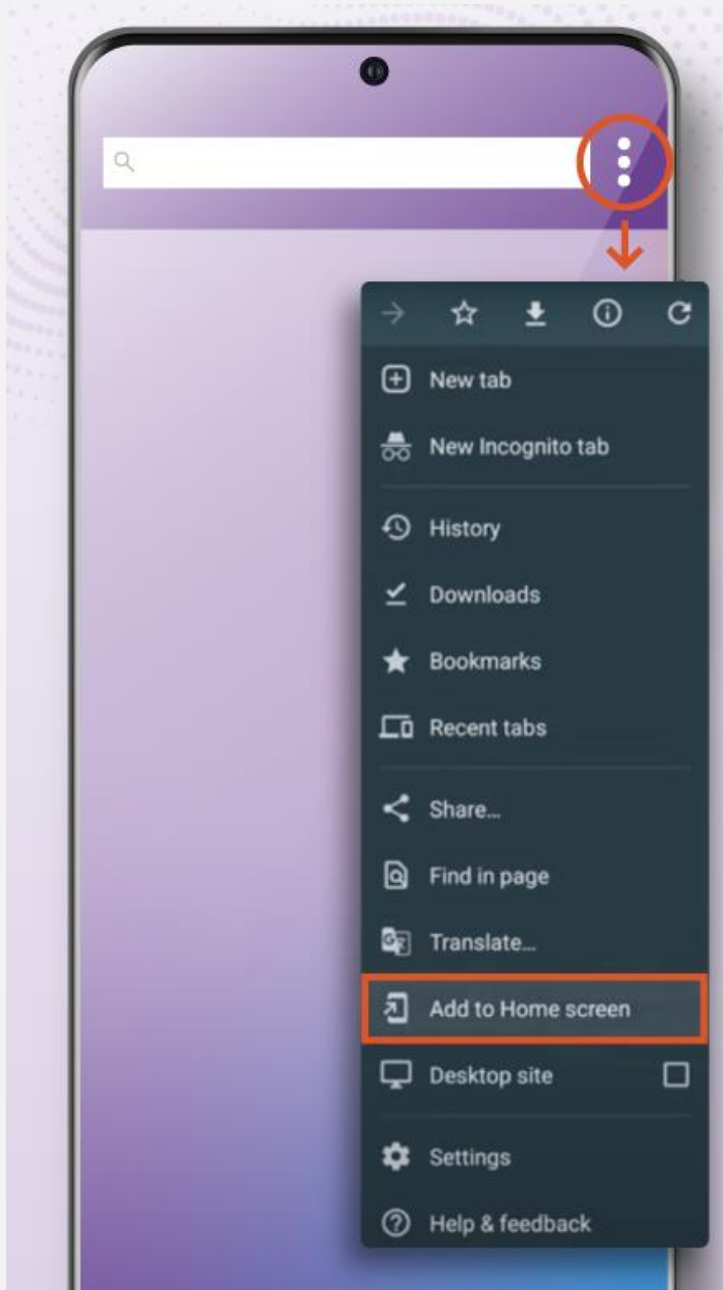 New tab
New Incognito tab
History
Downloads
Bookmarks
Recent tabs
Share...
Find in page
Translate...
Add to Home screen
Desktop site
Settings
Help & feedback